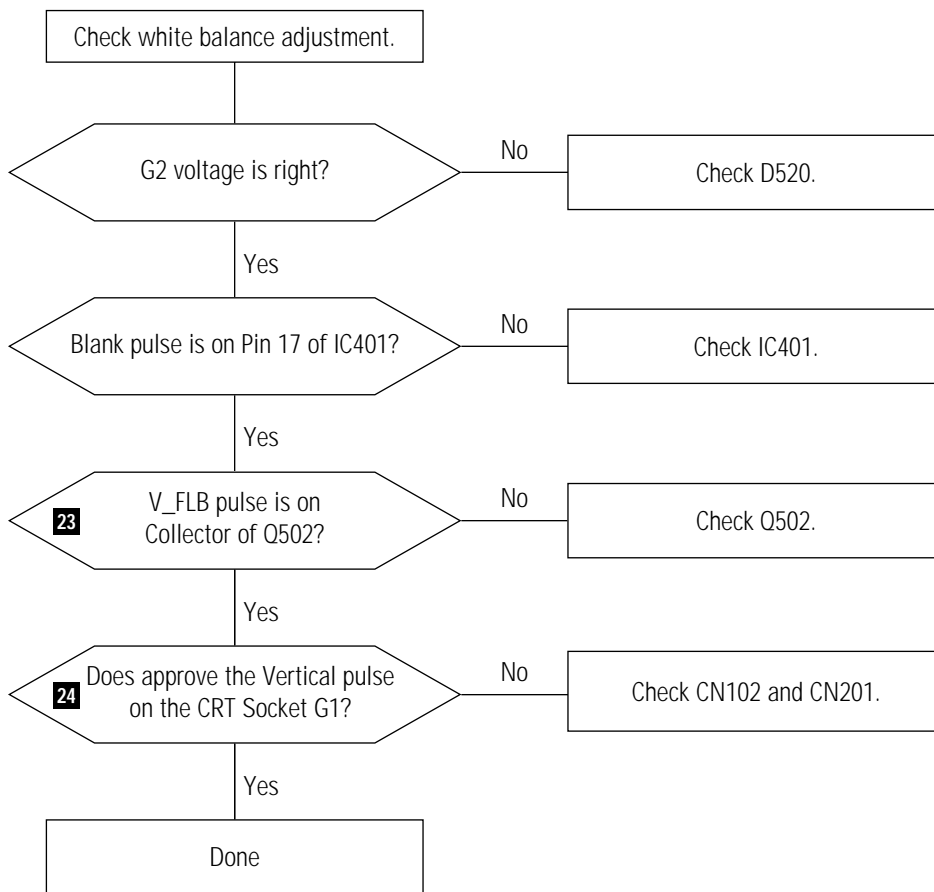 Check white balance adjustment.
G2 voltage is right?
No
Check D520.
Yes
Blank pulse is on Pin 17 of IC401?
No
Check IC401.
Yes
23
V_FLB pulse is on
Collector of Q502?
No
Check Q502.
Yes
24
Does approve the Vertical pulse
on the CRT Socket G1?
No
Check CN102 and CN201.
Yes
Done